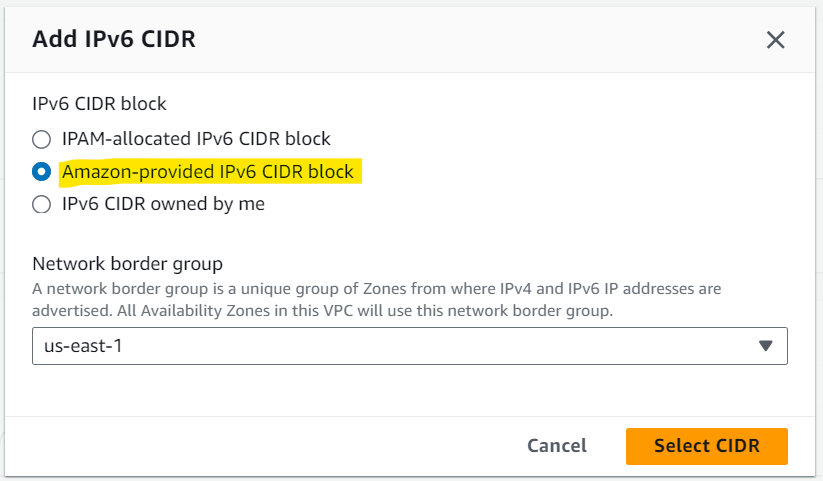 Add IPv6 CIDR
IPv6 CIDR block
IPAM-allocated IPv6 CIDR block
Amazon-provided IPv6 CIDR block
IPv6 CIDR owned by me
Network border group
A network border group is a unique group of Zones from where IPv4 and IPv6 IP addresses are
advertised. All Availability Zones in this VPC will use this network border group.
us-east-1
Cancel Select CIDR